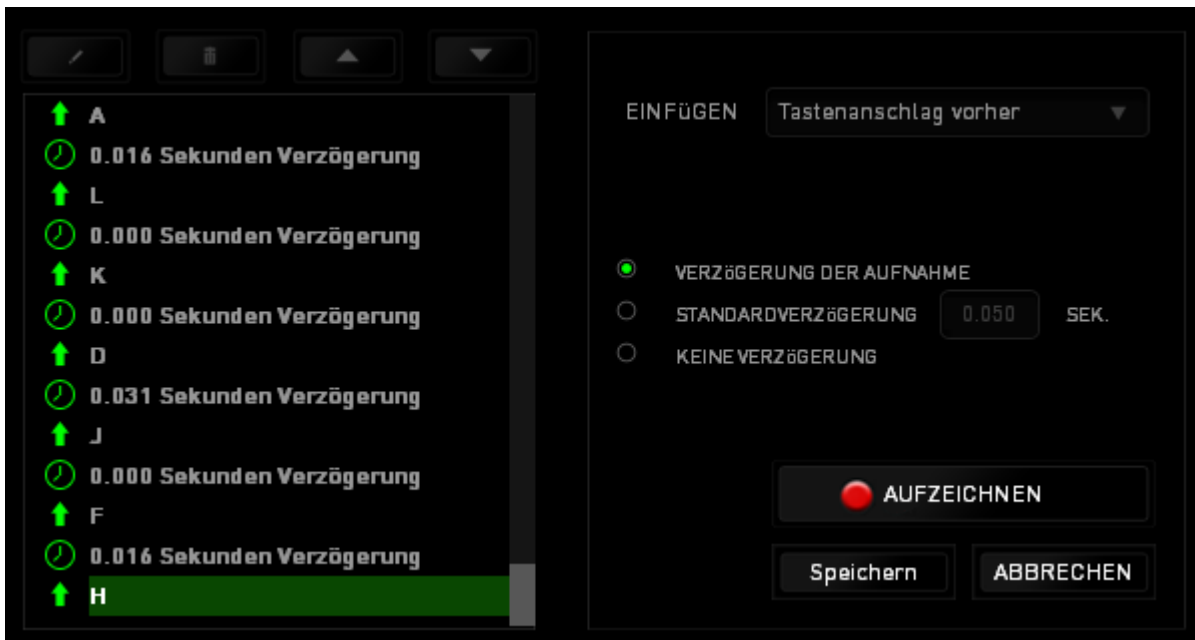 A
0.016 Sekunden Verzögerung
L
0.000 Sekunden Verzögerung
K
0.000 Sekunden Verzögerung
D
0.031 Sekunden Verzögerung
J
0.000 Sekunden Verzögerung
F
0.016 Sekunden Verzögerung
H
EINFüGEN Tastenanschlag vorher
VERZöGERUNG DER AUFNAHME
STANDARDVERZöGERUNG 0.050 SEK.
KEINE VERZöGERUNG
AUFZEICHNEN
Speichern ABBRECHEN